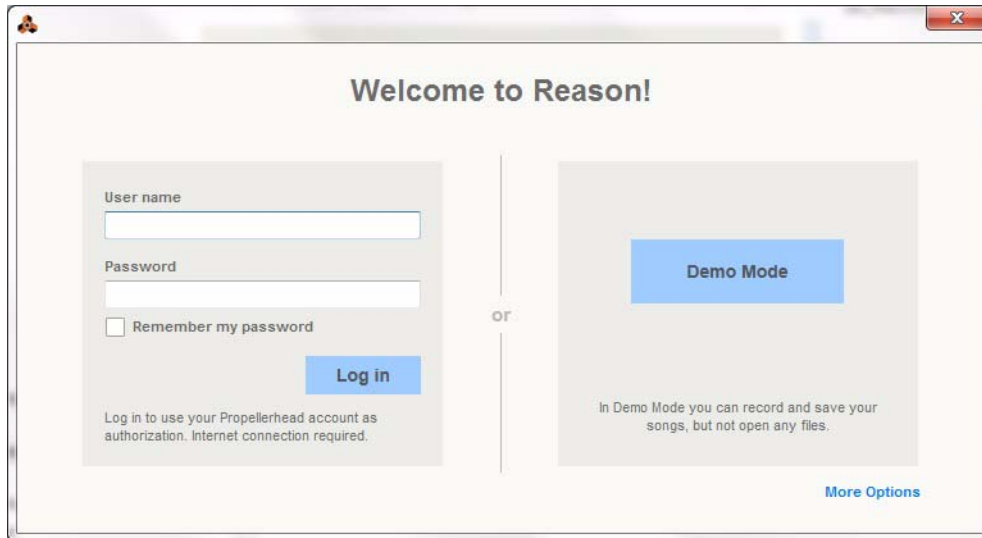 Welcome to Reason!
User name
Password
Remember my password
Log in
Log in to use your Propellerhead account as
authorization. Internet connection required.
or
Demo Mode
In Demo Mode you can record and save your
songs, but not open any files.
More Options